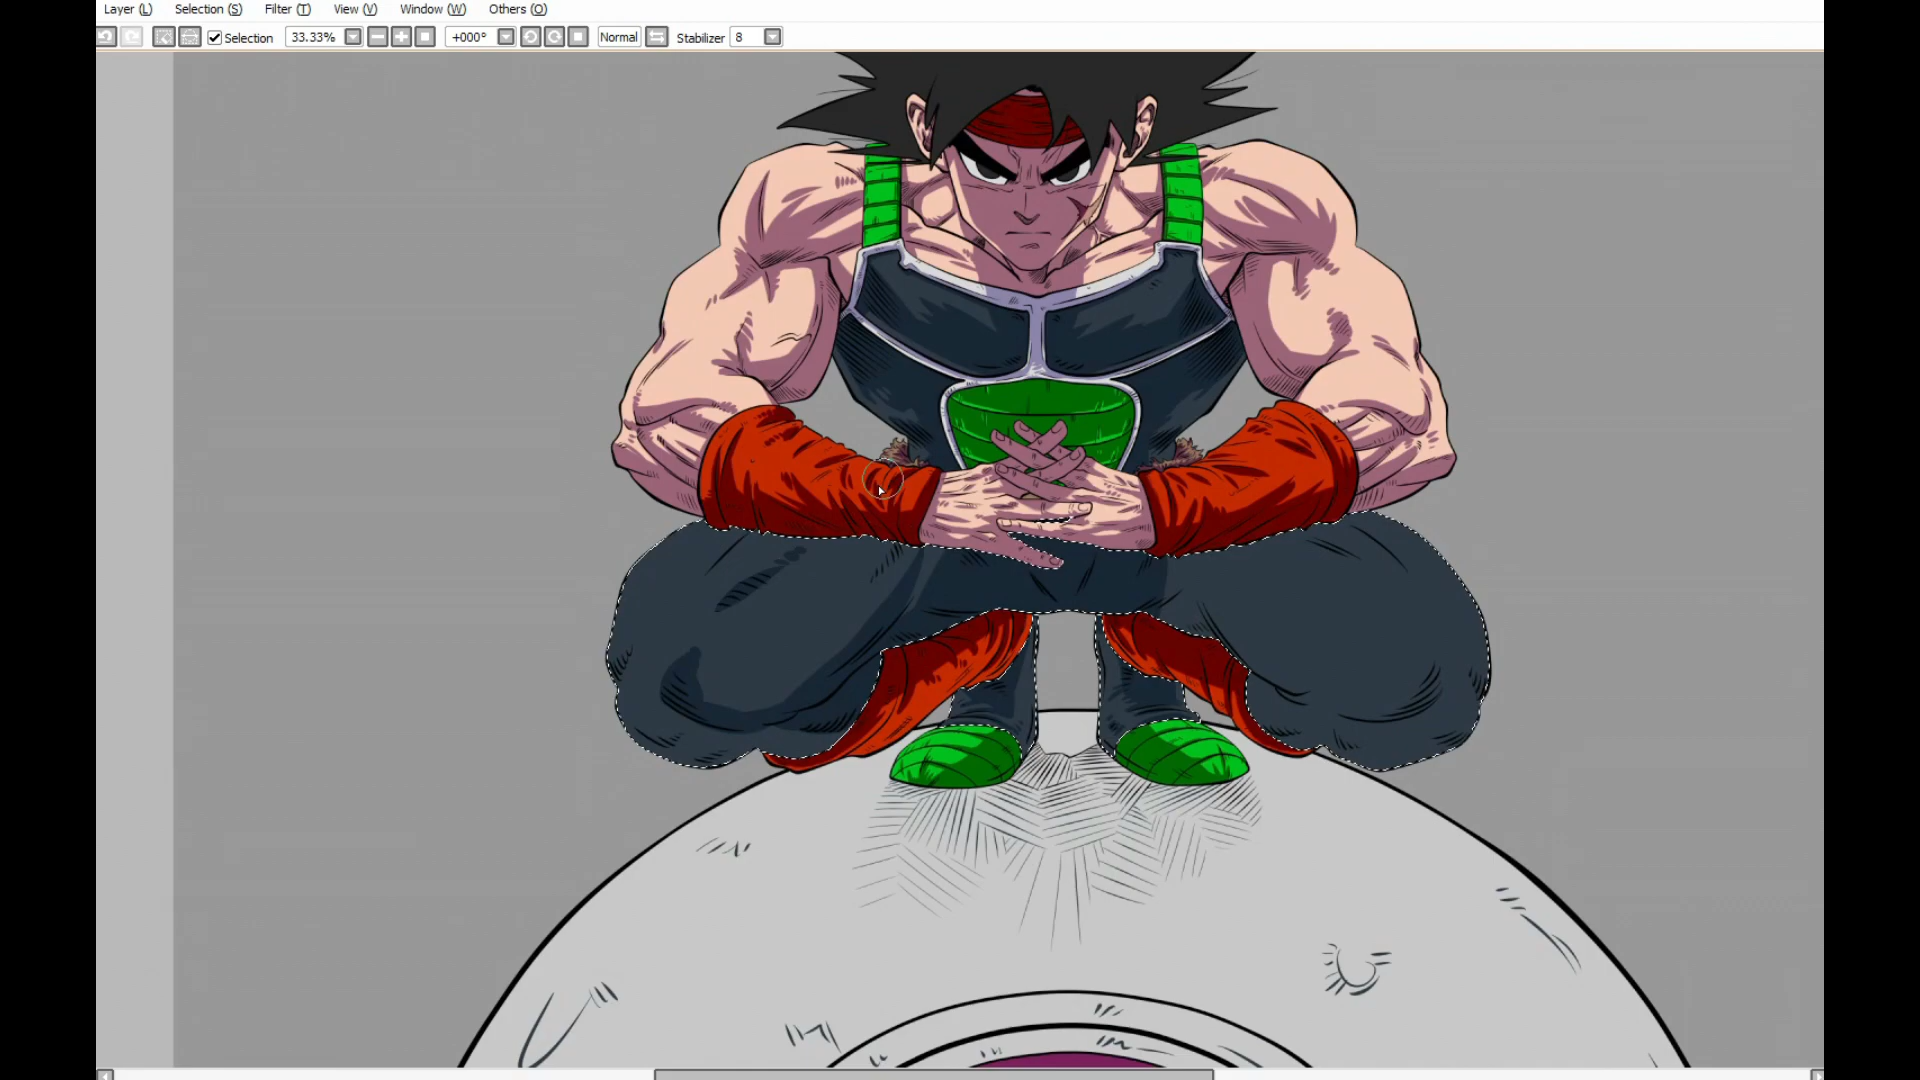 Layer (L) Selection (S) Filter (T) View (V) Window (W) Others (O)
Selection 33.33% +000° Normal Stabilizer 8